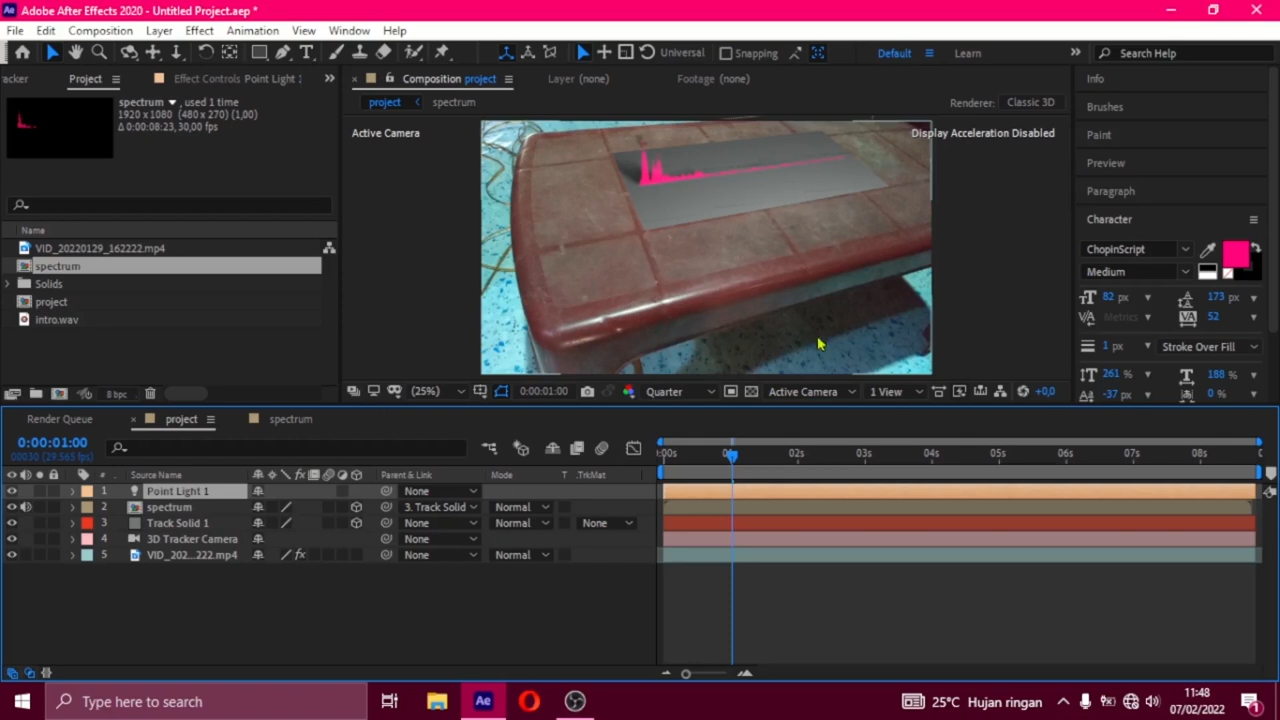 Ae Adobe After Effects 2020 - Untitled Project.aep *
File Edit Composition Layer Effect Animation View Window Help
Universal Snapping Default Learn Search Help
acker Project Effect Controls Point Light 1 Composition project Layer (none) Footage (none) Info
spectrum , used 1 time
1920 x 1080 (480 x 270) (1,00)
Δ 0:00:08:23, 30,00 fps
project spectrum Renderer: Classic 3D Brushes
Active Camera Display Acceleration Disabled Paint
Preview
Paragraph
Character
Name
VID_20220129_162222.mp4
spectrum
Solids
project
intro.wav
ChopinScript
Medium
82 px 173 px
Metrics 52
1 px Stroke Over Fill
261 % 188 %
-37 px 0 %
8 bpc (25%) 0:00:01:00 Quarter Active Camera 1 View +0,0
Render Queue project spectrum
0:00:01:00
00030 (29.565 fps)
:00s 02s 03s 04s 05s 06s 07s 08s
# Source Name Parent & Link Mode T .TrkMat
1 Point Light 1 None
2 spectrum 3. Track Solid Normal
3 Track Solid 1 None Normal None
4 3D Tracker Camera None
5 VID_202...222.mp4 None Normal
Type here to search Ae 25°C Hujan ringan 11:48
07/02/2022 1